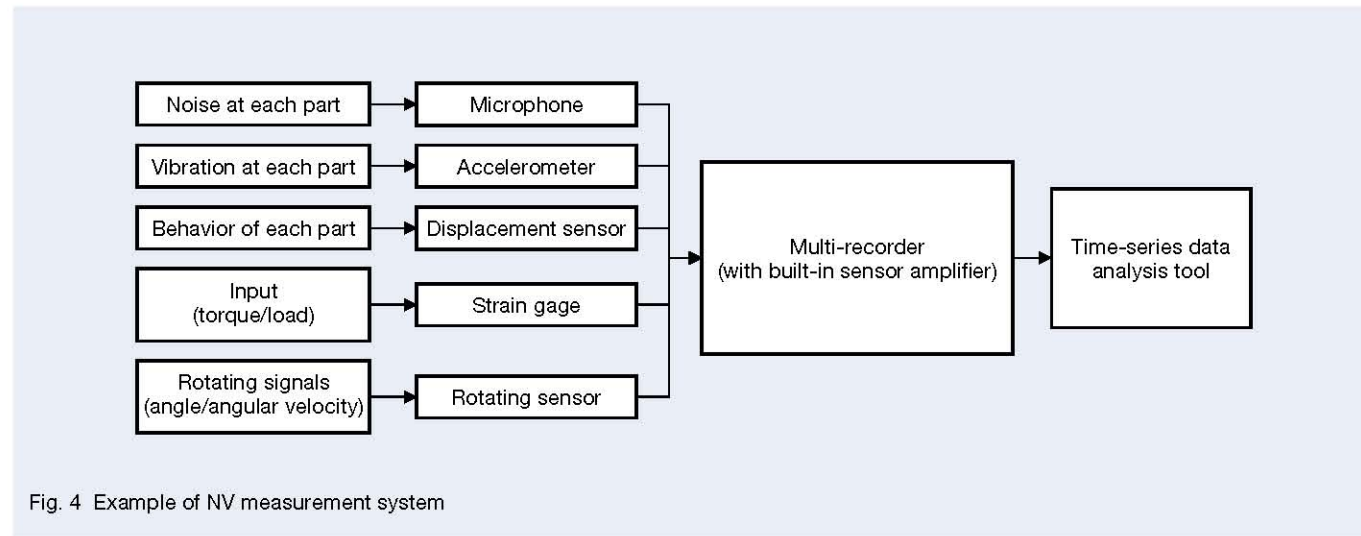 Noise at each part
Microphone
Vibration at each part
Accelerometer
Behavior of each part
Displacement sensor
Input
(torque/load)
Strain gage
Rotating signals
(angle/angular velocity)
Rotating sensor
Multi-recorder
(with built-in sensor amplifier)
Time-series data
analysis tool
Fig. 4 Example of NV measurement system